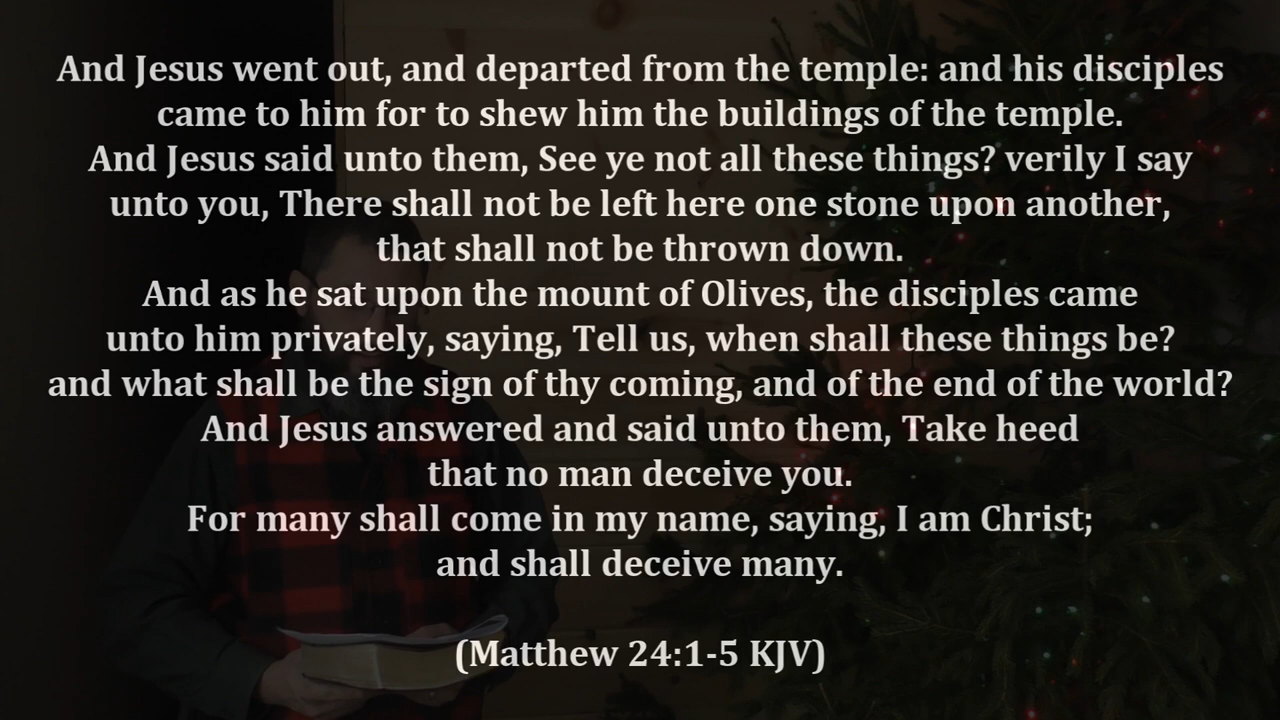 And Jesus went out, and departed from the temple: and his disciples
came to him for to shew him the buildings of the temple.
And Jesus said unto them, See ye not all these things? verily I say
unto you, There shall not be left here one stone upon another,
that shall not be thrown down.
And as he sat upon the mount of Olives, the disciples came
unto him privately, saying, Tell us, when shall these things be?
and what shall be the sign of thy coming, and of the end of the world?
And Jesus answered and said unto them, Take heed
that no man deceive you.
For many shall come in my name, saying, I am Christ;
and shall deceive many.
(Matthew 24:1-5 KJV)